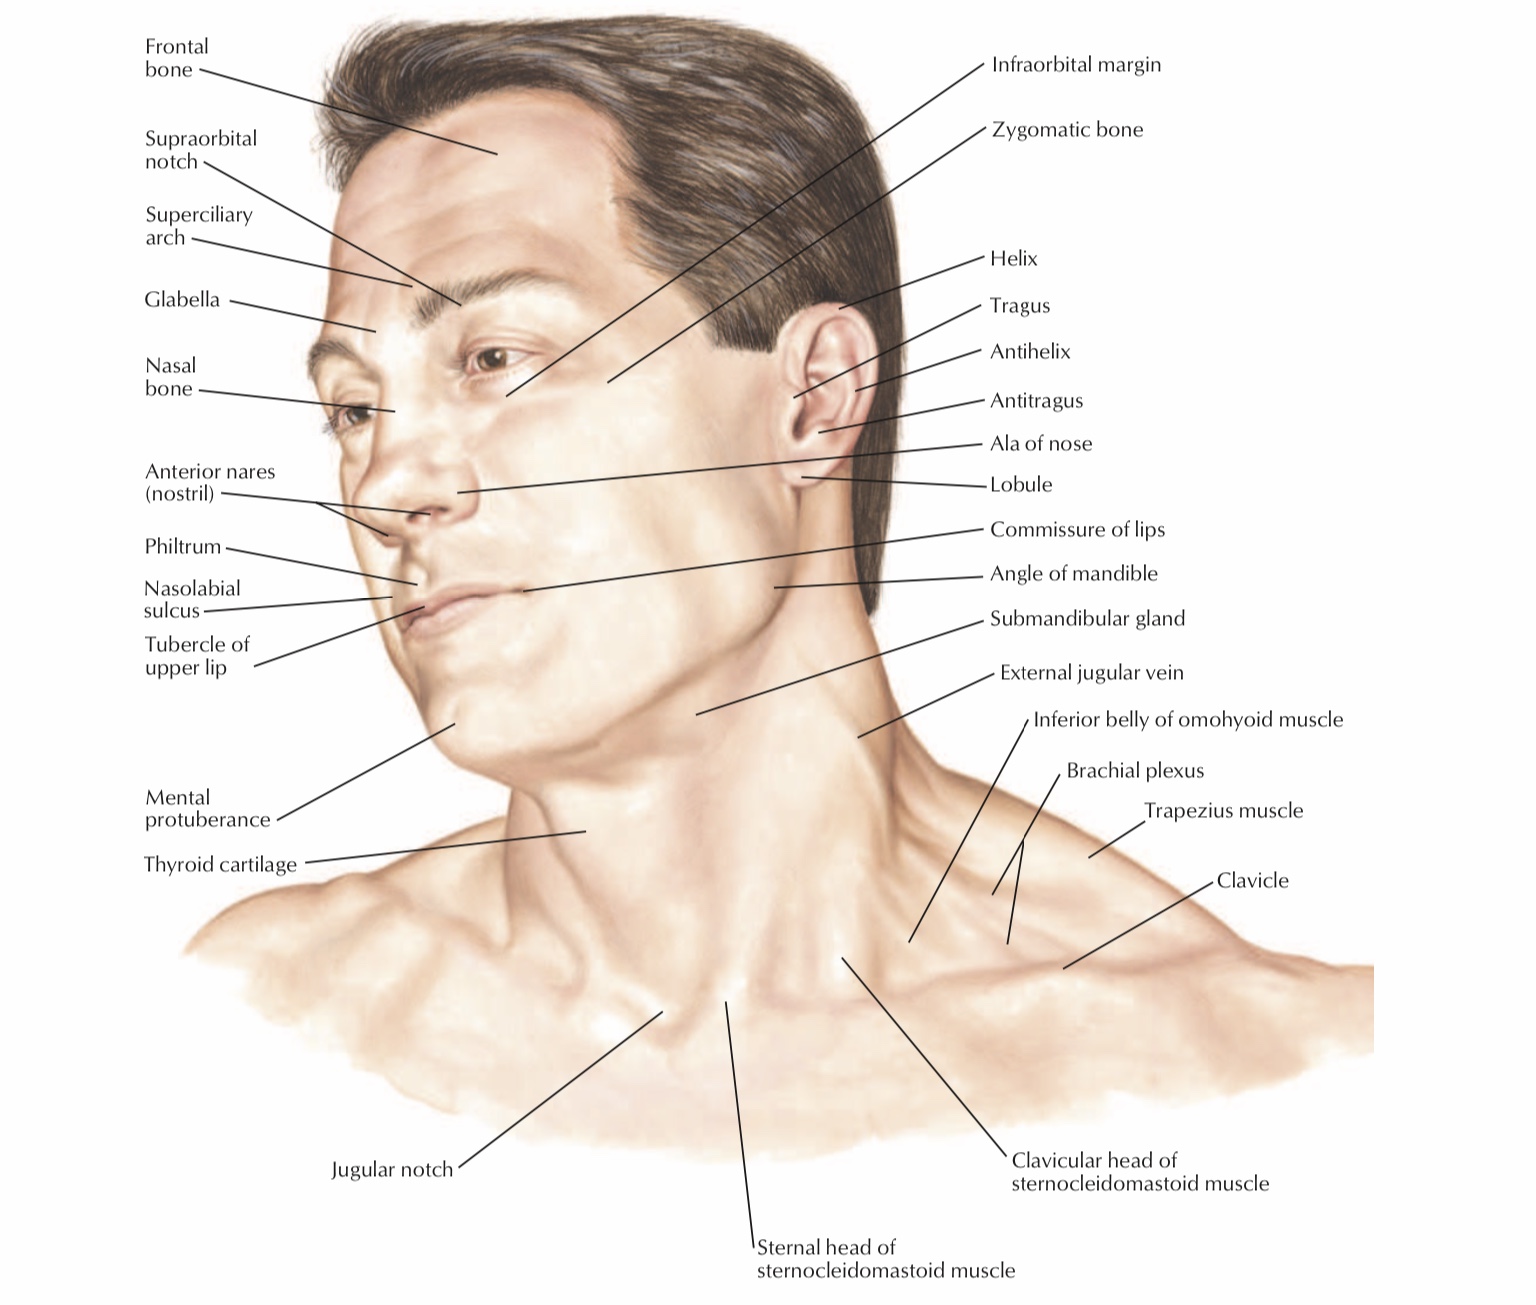 Frontal
bone
Supraorbital
notch
Superciliary
arch
Glabella
Nasal
bone
Anterior nares
(nostril)
Philtrum
Nasolabial
sulcus
Tubercle of
upper lip
Mental
protuberance
Thyroid cartilage
Jugular notch
Infraorbital margin
Zygomatic bone
Helix
Tragus
Antihelix
Antitragus
Ala of nose
Lobule
Commissure of lips
Angle of mandible
Submandibular gland
External jugular vein
Inferior belly of omohyoid muscle
Brachial plexus
Trapezius muscle
Clavicle
Clavicular head of
sternocleidomastoid muscle
Sternal head of
sternocleidomastoid muscle